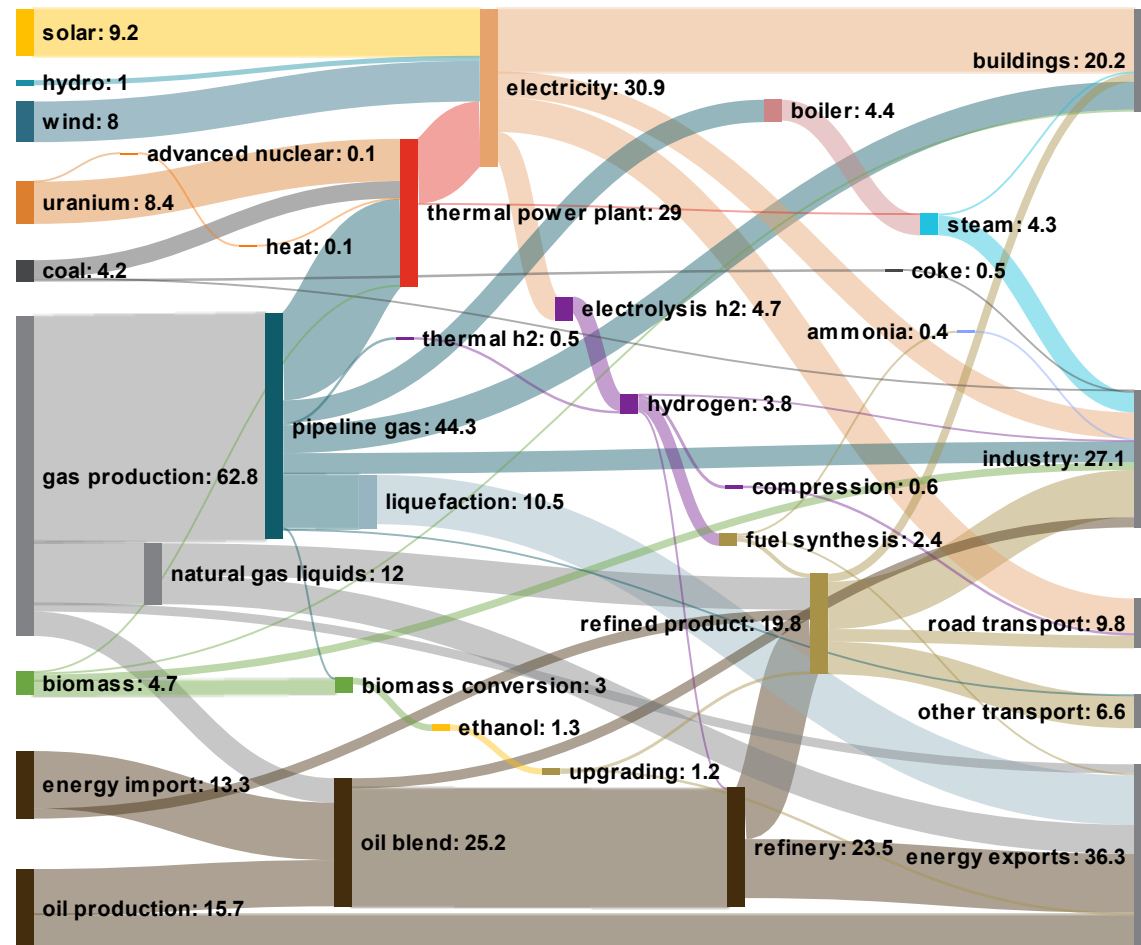 solar: 9.2
buildings: 20.2
hydro: 1
electricity: 30.9
boiler: 4.4
wind: 8
advanced nuclear: 0.1
uranium: 8.4
thermal power plant: 29
steam: 4.3
heat: 0.1
coal: 4.2
coke: 0.5
electrolysis h2: 4.7
thermal h2: 0.5
ammonia: 0.4
hydrogen: 3.8
pipeline gas: 44.3
industry: 27.1
gas production: 62.8
compression: 0.6
liquefaction: 10.5
fuel synthesis: 2.4
natural gas liquids: 12
refined product: 19.8
road transport: 9.8
biomass: 4.7
biomass conversion: 3
other transport: 6.6
ethanol: 1.3
upgrading: 1.2
energy import: 13.3
oil blend: 25.2
refinery: 23.5
energy exports: 36.3
oil production: 15.7